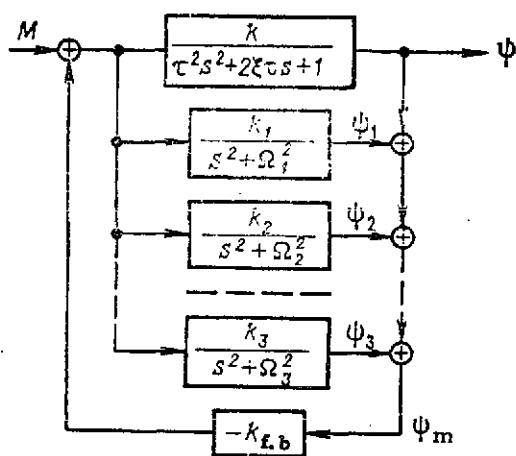 M
k
τ²s²+2ξτs+1
ψ
k₁
s²+Ω₁²
ψ₁
k₂
s²+Ω₂²
ψ₂
k₃
s²+Ω₃²
ψ₃
-k_f.b
ψ_m